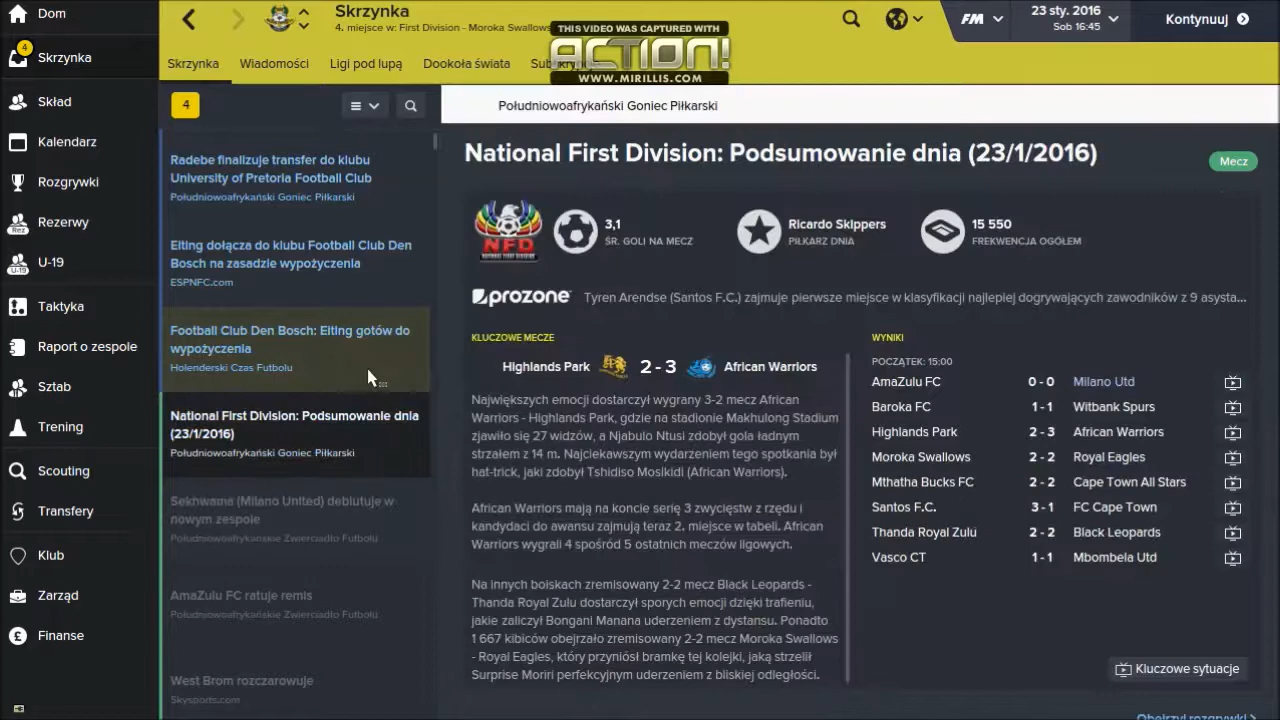 Dom
4
Skrzynka
Skład
Kalendarz
Rozgrywki
Rez
Rezerwy
U-19
U-19
Taktyka
Raport o zespole
Sztab
Trening
Scouting
Transfery
Klub
Zarząd
Finanse
Skrzynka
4. miejsce w: First Division - Moroka Swallows
THIS VIDEO WAS CAPTURED WITH
ACTION!
WWW.MIRILLIS.COM
FM
23 sty. 2016
Sob 16:45
Kontynuuj
Skrzynka
Wiadomości
Ligi pod lupą
Dookoła świata
4
Radebe finalizuje transfer do klubu
University of Pretoria Football Club
Południowoafrykański Goniec Piłkarski
Eiting dołącza do klubu Football Club Den
Bosch na zasadzie wypożyczenia
ESPNFC.com
Football Club Den Bosch: Eiting gotów do
wypożyczenia
Holenderski Czas Futbolu
National First Division: Podsumowanie dnia
(23/1/2016)
Południowoafrykański Goniec Piłkarski
Sekhwama (Milano United) debiutuje w
nowym zespole
Południowoafrykańskie Zwierciadło Futbolu
AmaZulu FC ratuje remis
Południowoafrykańskie Zwierciadło Futbolu
West Brom rozczarowuje
Skysports.com
Południowoafrykański Goniec Piłkarski
National First Division: Podsumowanie dnia (23/1/2016)
Mecz
NFD
NATIONAL FIRST DIVISION
3,1
ŚR. GOLI NA MECZ
Ricardo Skippers
PIŁKARZ DNIA
15 550
FREKWENCJA OGÓŁEM
prozone
Tyren Arendse (Santos F.C.) zajmuje pierwsze miejsce w klasyfikacji najlepiej dogrywających zawodników z 9 asysta...
KLUCZOWE MECZE
Highlands Park 2 - 3 African Warriors
Największych emocji dostarczył wygrany 3-2 mecz African
Warriors - Highlands Park, gdzie na stadionie Makhulong Stadium
zjawiło się 27 widzów, a Njabulo Ntusi zdobył gola ładnym
strzałem z 14 m. Najciekawszym wydarzeniem tego spotkania był
hat-trick, jaki zdobył Tshidiso Mosikidi (African Warriors).
African Warriors mają na koncie serię 3 zwycięstw z rzędu i
kandydaci do awansu zajmują teraz 2. miejsce w tabeli. African
Warriors wygrali 4 spośród 5 ostatnich meczów ligowych.
Na innych boiskach zremisowany 2-2 mecz Black Leopards -
Thanda Royal Zulu dostarczył sporych emocji dzięki trafieniu,
jakie zaliczył Bongani Manana uderzeniem z dystansu. Ponadto
1 667 kibiców obejrzało zremisowany 2-2 mecz Moroka Swallows
- Royal Eagles, który przyniósł bramkę tej kolejki, jaką strzelił
Surprise Moriri perfekcyjnym uderzeniem z bliskiej odległości.
WYNIKI
POCZĄTEK: 15:00
AmaZulu FC 0 - 0 Milano Utd
Baroka FC 1 - 1 Witbank Spurs
Highlands Park 2 - 3 African Warriors
Moroka Swallows 2 - 2 Royal Eagles
Mthatha Bucks FC 2 - 2 Cape Town All Stars
Santos F.C. 3 - 1 FC Cape Town
Thanda Royal Zulu 2 - 2 Black Leopards
Vasco CT 1 - 1 Mbombela Utd
Kluczowe sytuacje
Obejrzyj rozgrywki